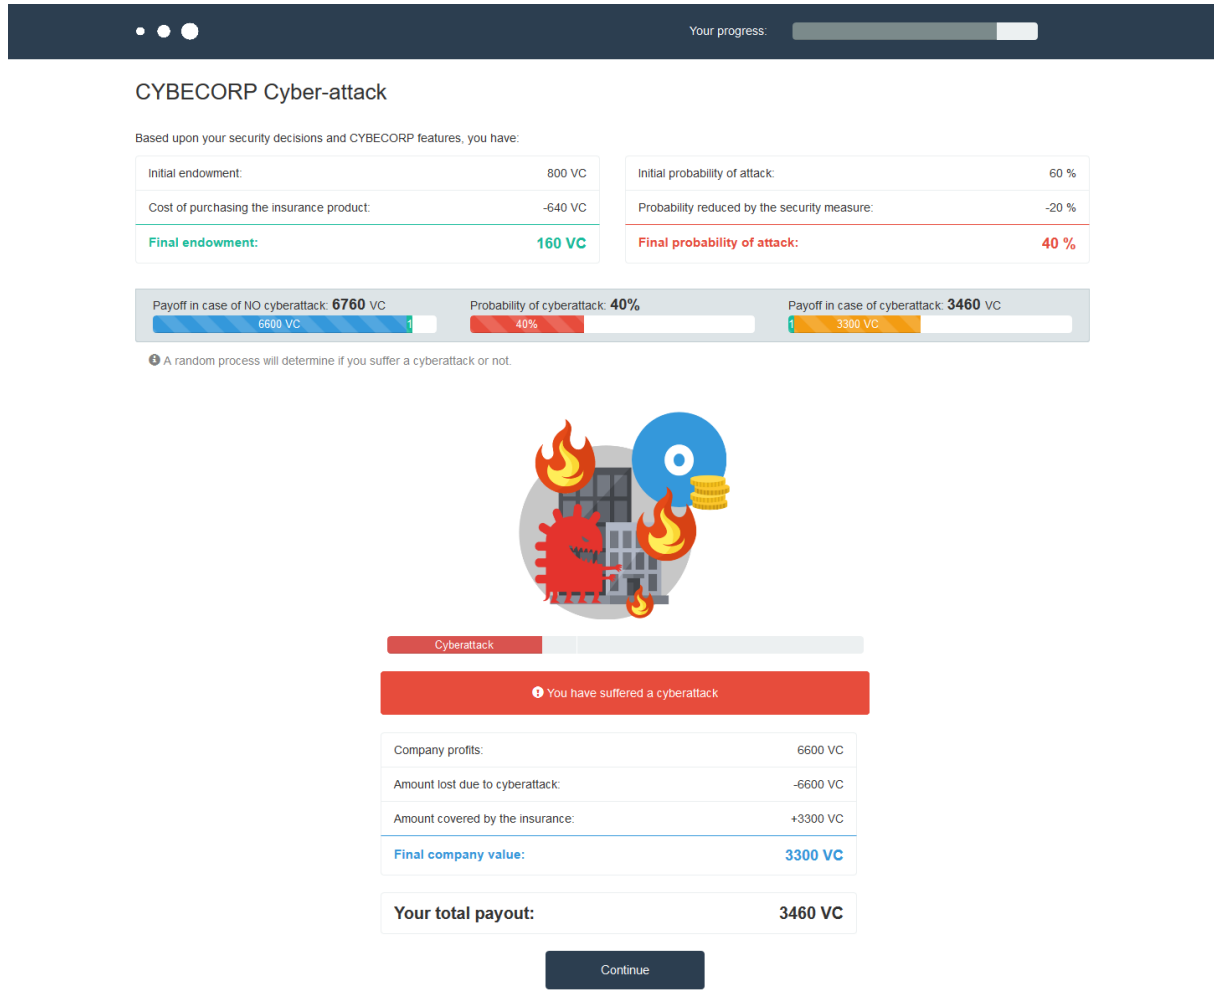 Your progress:
CYBECORP Cyber-attack
Based upon your security decisions and CYBECORP features, you have:
Initial endowment: 800 VC
Cost of purchasing the insurance product: -640 VC
Final endowment: 160 VC
Initial probability of attack: 60 %
Probability reduced by the security measure: -20 %
Final probability of attack: 40 %
Payoff in case of NO cyberattack: 6760 VC
6600 VC 1
Probability of cyberattack: 40%
40%
Payoff in case of cyberattack: 3460 VC
1 3300 VC
A random process will determine if you suffer a cyberattack or not.
Cyberattack
You have suffered a cyberattack
Company profits: 6600 VC
Amount lost due to cyberattack: -6600 VC
Amount covered by the insurance: +3300 VC
Final company value: 3300 VC
Your total payout: 3460 VC
Continue